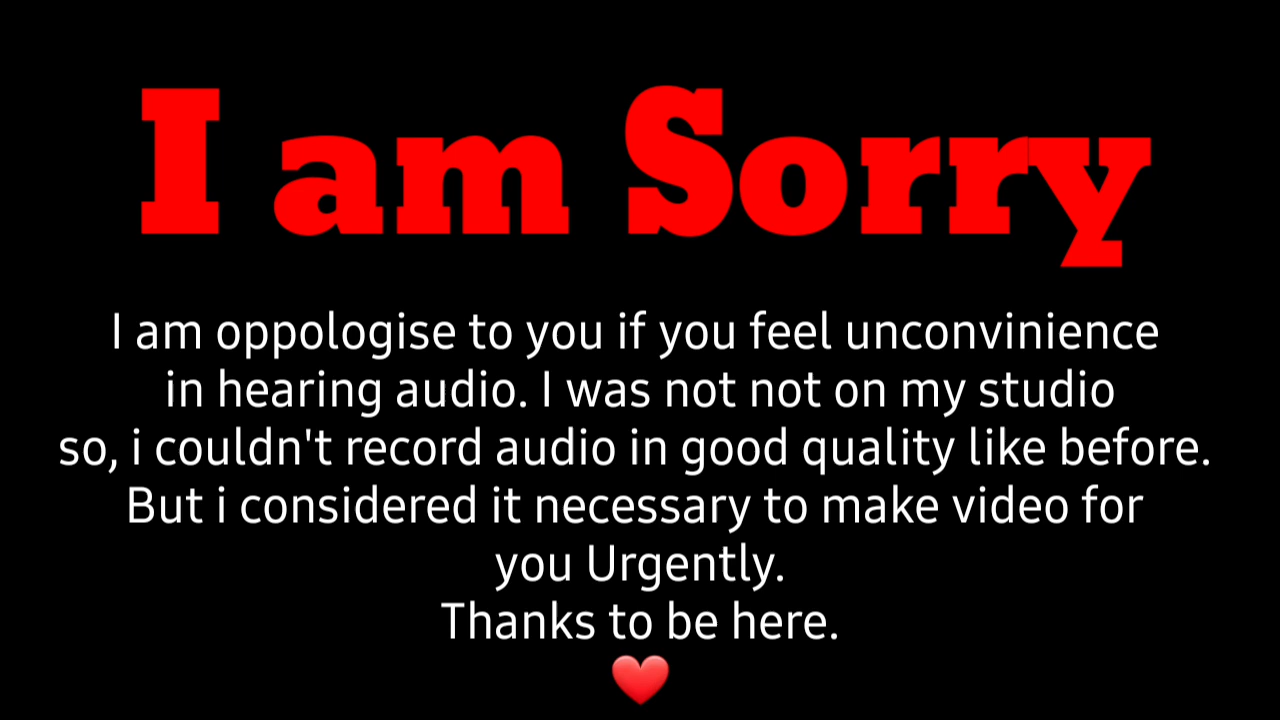 I am Sorry
I am oppologise to you if you feel unconvinience
in hearing audio. I was not not on my studio
so, i couldn't record audio in good quality like before.
But i considered it necessary to make video for
you Urgently.
Thanks to be here.
❤️